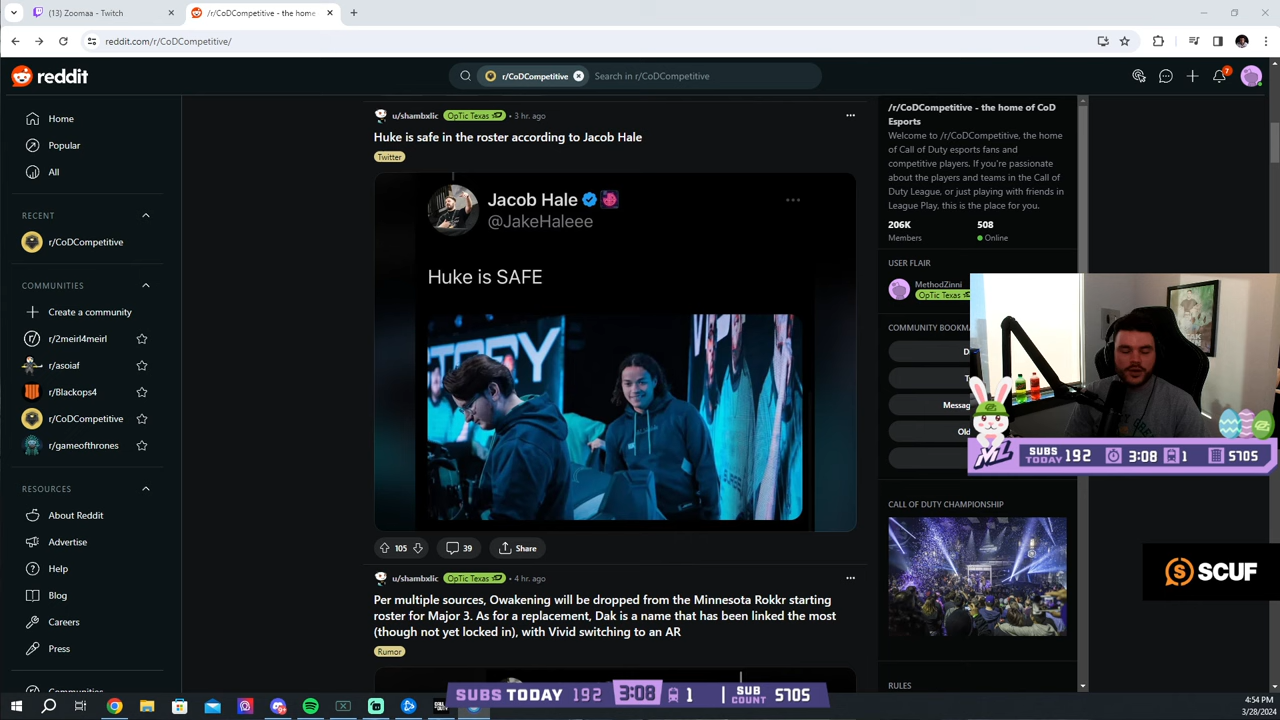 (13) Zoomaa - Twitch
/r/CoDCompetitive - the home
reddit.com/r/CoDCompetitive/
reddit
r/CoDCompetitive
Search in r/CoDCompetitive
7
Home
Popular
All
RECENT
r/CoDCompetitive
COMMUNITIES
Create a community
r/2meirl4meirl
r/asoiaf
r/Blackops4
r/CoDCompetitive
r/gameofthrones
RESOURCES
About Reddit
Advertise
Help
Blog
Careers
Press
Communities
u/shambxlic OpTic Texas • 3 hr. ago
Huke is safe in the roster according to Jacob Hale
Twitter
Jacob Hale
@JakeHaleee
Huke is SAFE
105
39
Share
u/shambxlic OpTic Texas • 4 hr. ago
Per multiple sources, Owakening will be dropped from the Minnesota Rokkr starting
roster for Major 3. As for a replacement, Dak is a name that has been linked the most
(though not yet locked in), with Vivid switching to an AR
Rumor
/r/CoDCompetitive - the home of CoD
Esports
Welcome to /r/CoDCompetitive, the home
of Call of Duty esports fans and
competitive players. If you're passionate
about the players and teams in the Call of
Duty League, or just playing with friends in
League Play, this is the place for you.
206K
508
Members
Online
USER FLAIR
MethodZinni
OpTic Texas
COMMUNITY BOOKMA
D
Messag
Old
CALL OF DUTY CHAMPIONSHIP
RULES
ML
SUBS
TODAY 192
3:08
1
5705
SCUF
SUBS TODAY 192
3:08
1
SUB
COUNT 5705
4:54 PM
3/28/2024